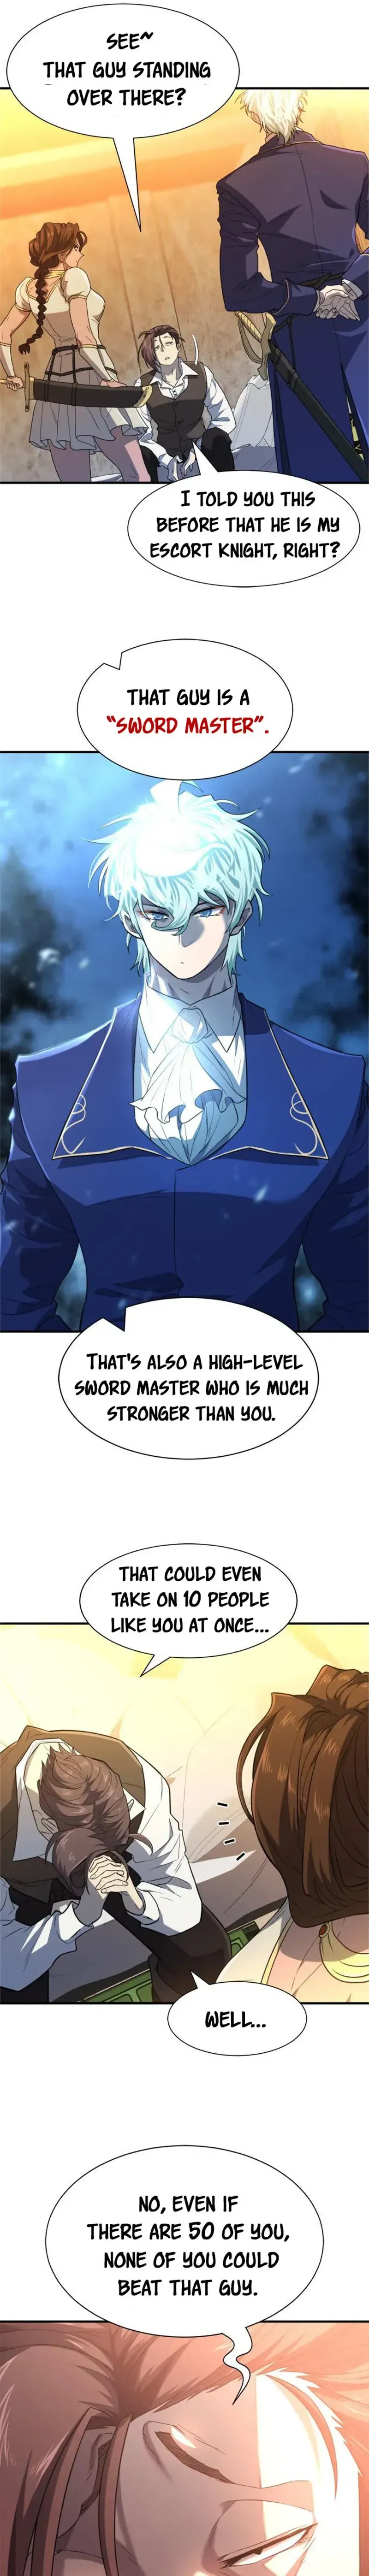 SEE~
THAT GUY STANDING
OVER THERE?
I TOLD YOU THIS
BEFORE THAT HE IS MY
ESCORT KNIGHT, RIGHT?
THAT GUY IS A
"SWORD MASTER".
THAT'S ALSO A HIGH-LEVEL
SWORD MASTER WHO IS MUCH
STRONGER THAN YOU.
THAT COULD EVEN
TAKE ON 10 PEOPLE
LIKE YOU AT ONCE...
WELL...
NO, EVEN IF
THERE ARE 50 OF YOU,
NONE OF YOU COULD
BEAT THAT GUY.